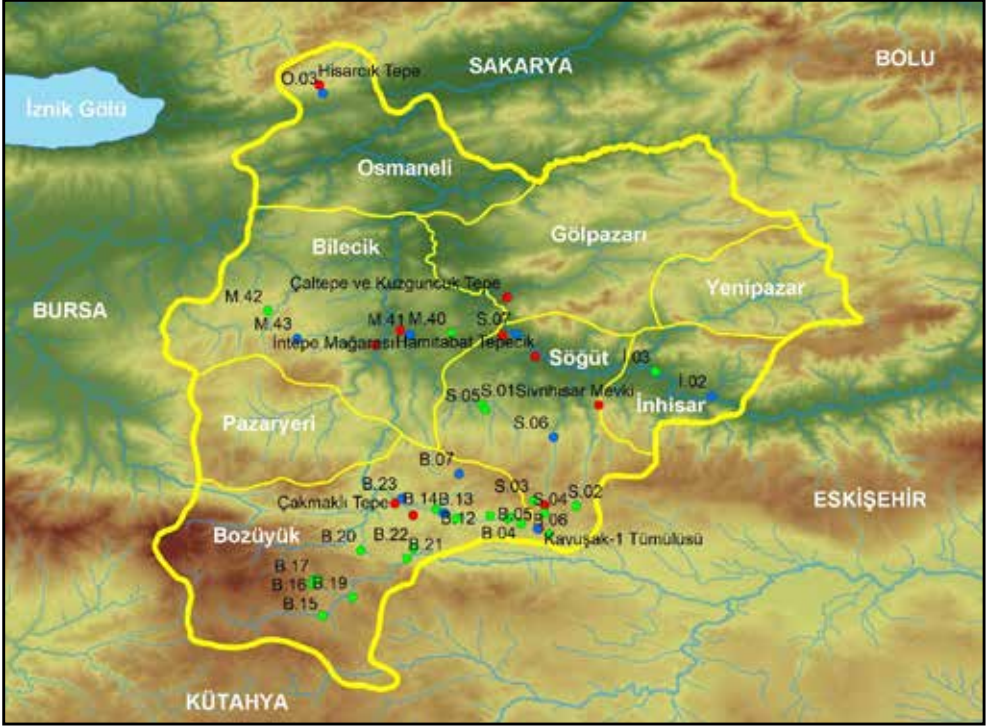 SAKARYA
BOLU
O.03 Hisarcık Tepe
İznik Gölü
Osmaneli
Gölpazarı
Bilecik
Çaltepe ve Kuzguncuk Tepe
Yenipazar
M.42
BURSA
M.43
M.41
M.40
S.07
İntepe Mağarası
Hamitabat Tepecik
Söğüt
İ.03
İ.02
S.05
S.01
Sivrihisar Mevki
İnhisar
Pazaryeri
S.06
B.07
B.23
S.03
S.02
Çakmaklı Tepe
B.14
B.13
S.04
ESKİŞEHİR
B.12
B.05
B.06
Bozüyük
B.22
B.04
Kavuşak-1 Tümülüsü
B.20
B.21
B.17
B.16
B.19
B.15
KÜTAHYA